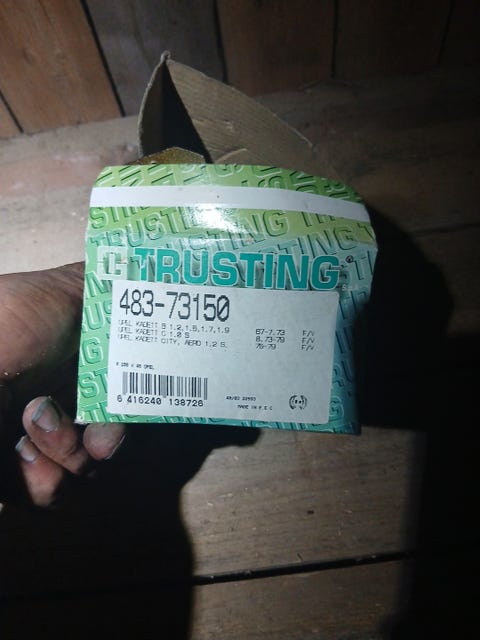 TRUSTING®
S.p.A.
483-73150
OPEL KADETT B 1.2,1.5,1.7,1.9 67-7.73 F/V
OPEL KADETT C 1.0 S 8.73-79 F/V
OPEL KADETT CITY, AERO 1.2 S. 75-79 F/V
6 416240 138726
MADE IN P.E.C